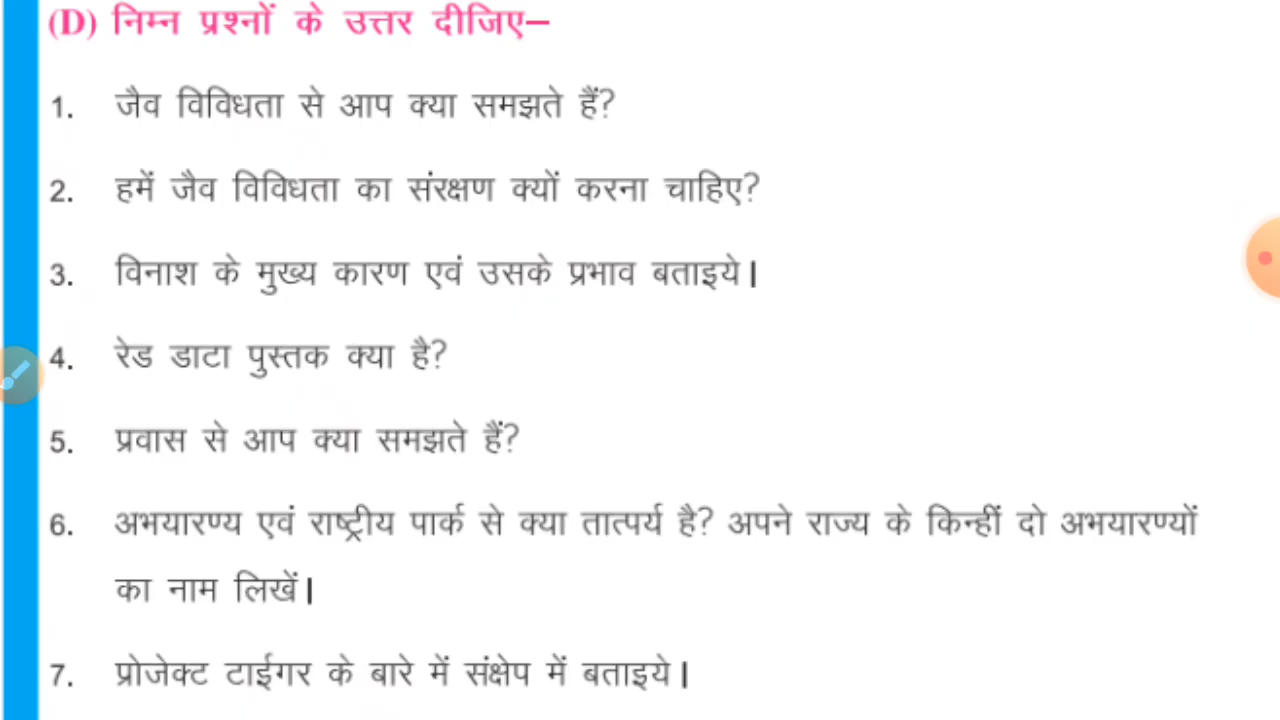 (D) निम्न प्रश्नों के उत्तर दीजिए–
1. जैव विविधता से आप क्या समझते हैं?
2. हमें जैव विविधता का संरक्षण क्यों करना चाहिए?
3. विनाश के मुख्य कारण एवं उसके प्रभाव बताइये।
4. रेड डाटा पुस्तक क्या है?
5. प्रवास से आप क्या समझते हैं?
6. अभयारण्य एवं राष्ट्रीय पार्क से क्या तात्पर्य है? अपने राज्य के किन्हीं दो अभयारण्यों
का नाम लिखें।
7. प्रोजेक्ट टाईगर के बारे में संक्षेप में बताइये।